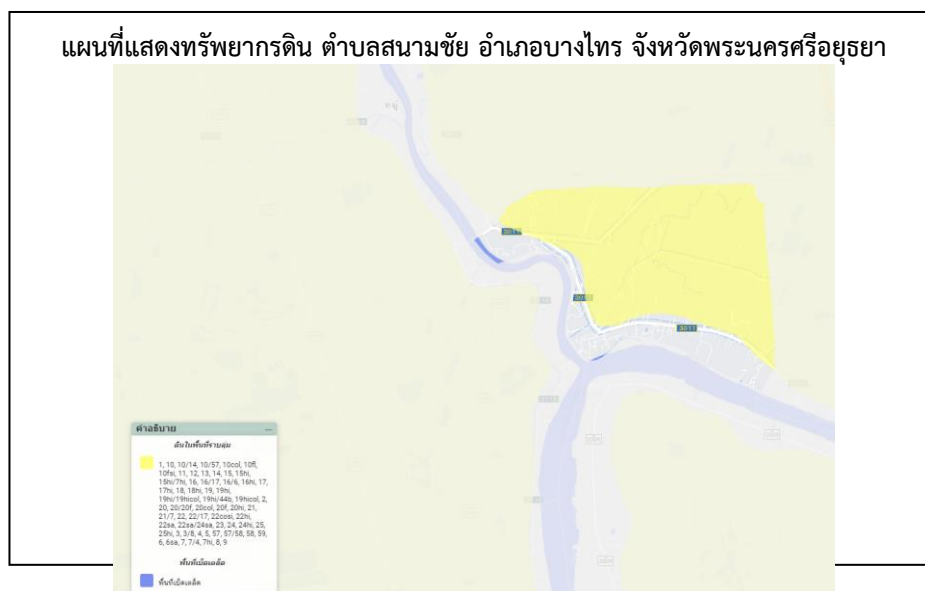 แผนที่แสดงทรัพยากรดิน ตำบลสนามชัย อำเภอบางไทร จังหวัดพระนครศรีอยุธยา
3011
คำอธิบาย
ดินในพื้นที่ราบลุ่ม
1, 10, 10/14, 10/57, 10col, 10fl,
10fsi, 11, 12, 13, 14, 15, 15hi,
15hi/7hi, 16, 16/17, 16/6, 16hi, 17,
17hi, 18, 18hi, 19, 19hi,
19hi/19hicol, 19hi/44b, 19hicol, 2,
20, 20/20f, 20col, 20f, 20hi, 21,
21/7, 22, 22/17, 22cosi, 22hi,
22sa, 22sa/24sa, 23, 24, 24hi, 25,
25hi, 3, 3/8, 4, 5, 57, 57/58, 58, 59,
6, 6sa, 7, 7/4, 7hi, 8, 9
พื้นที่เบ็ดเตล็ด
พื้นที่เบ็ดเตล็ด